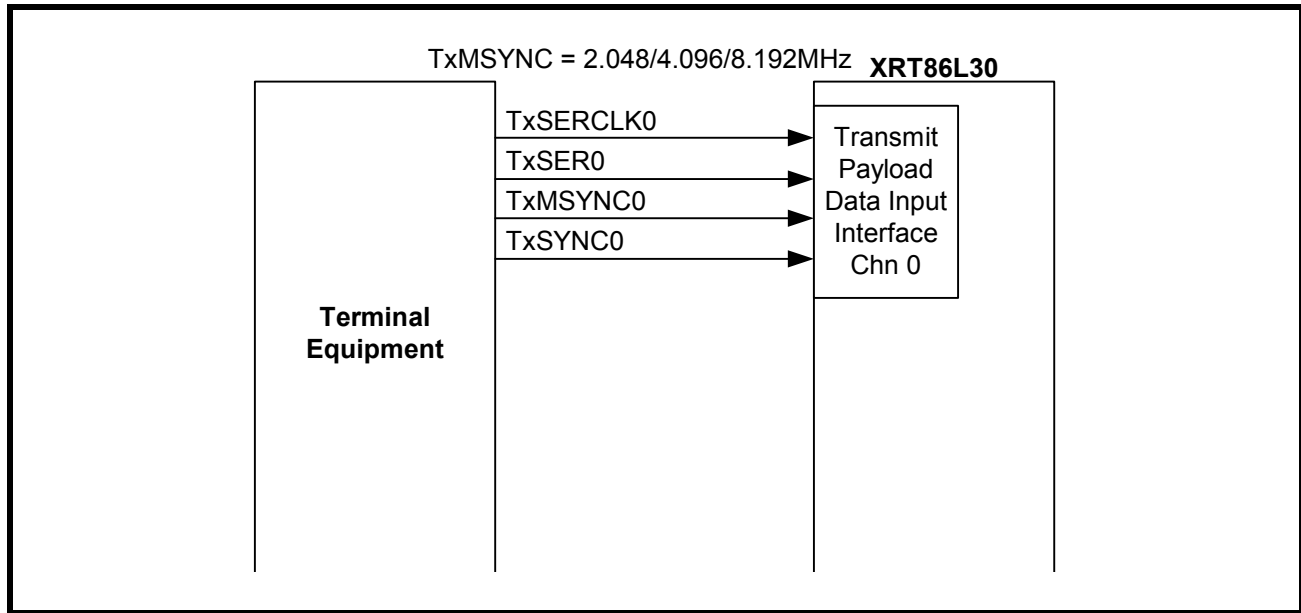 TxMSYNC = 2.048/4.096/8.192MHz
XRT86L30
TxSERCLK0
TxSER0
TxMSYNC0
TxSYNC0
Transmit
Payload
Data Input
Interface
Chn 0
Terminal
Equipment